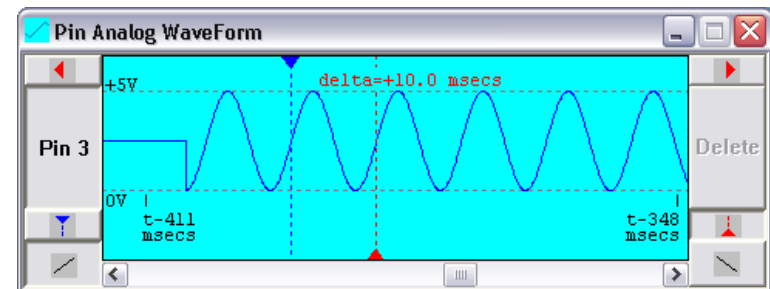 Pin Analog WaveForm
+5V
delta=+10.0 msecs
Pin 3
Delete
0V
t-411
msecs
t-348
msecs